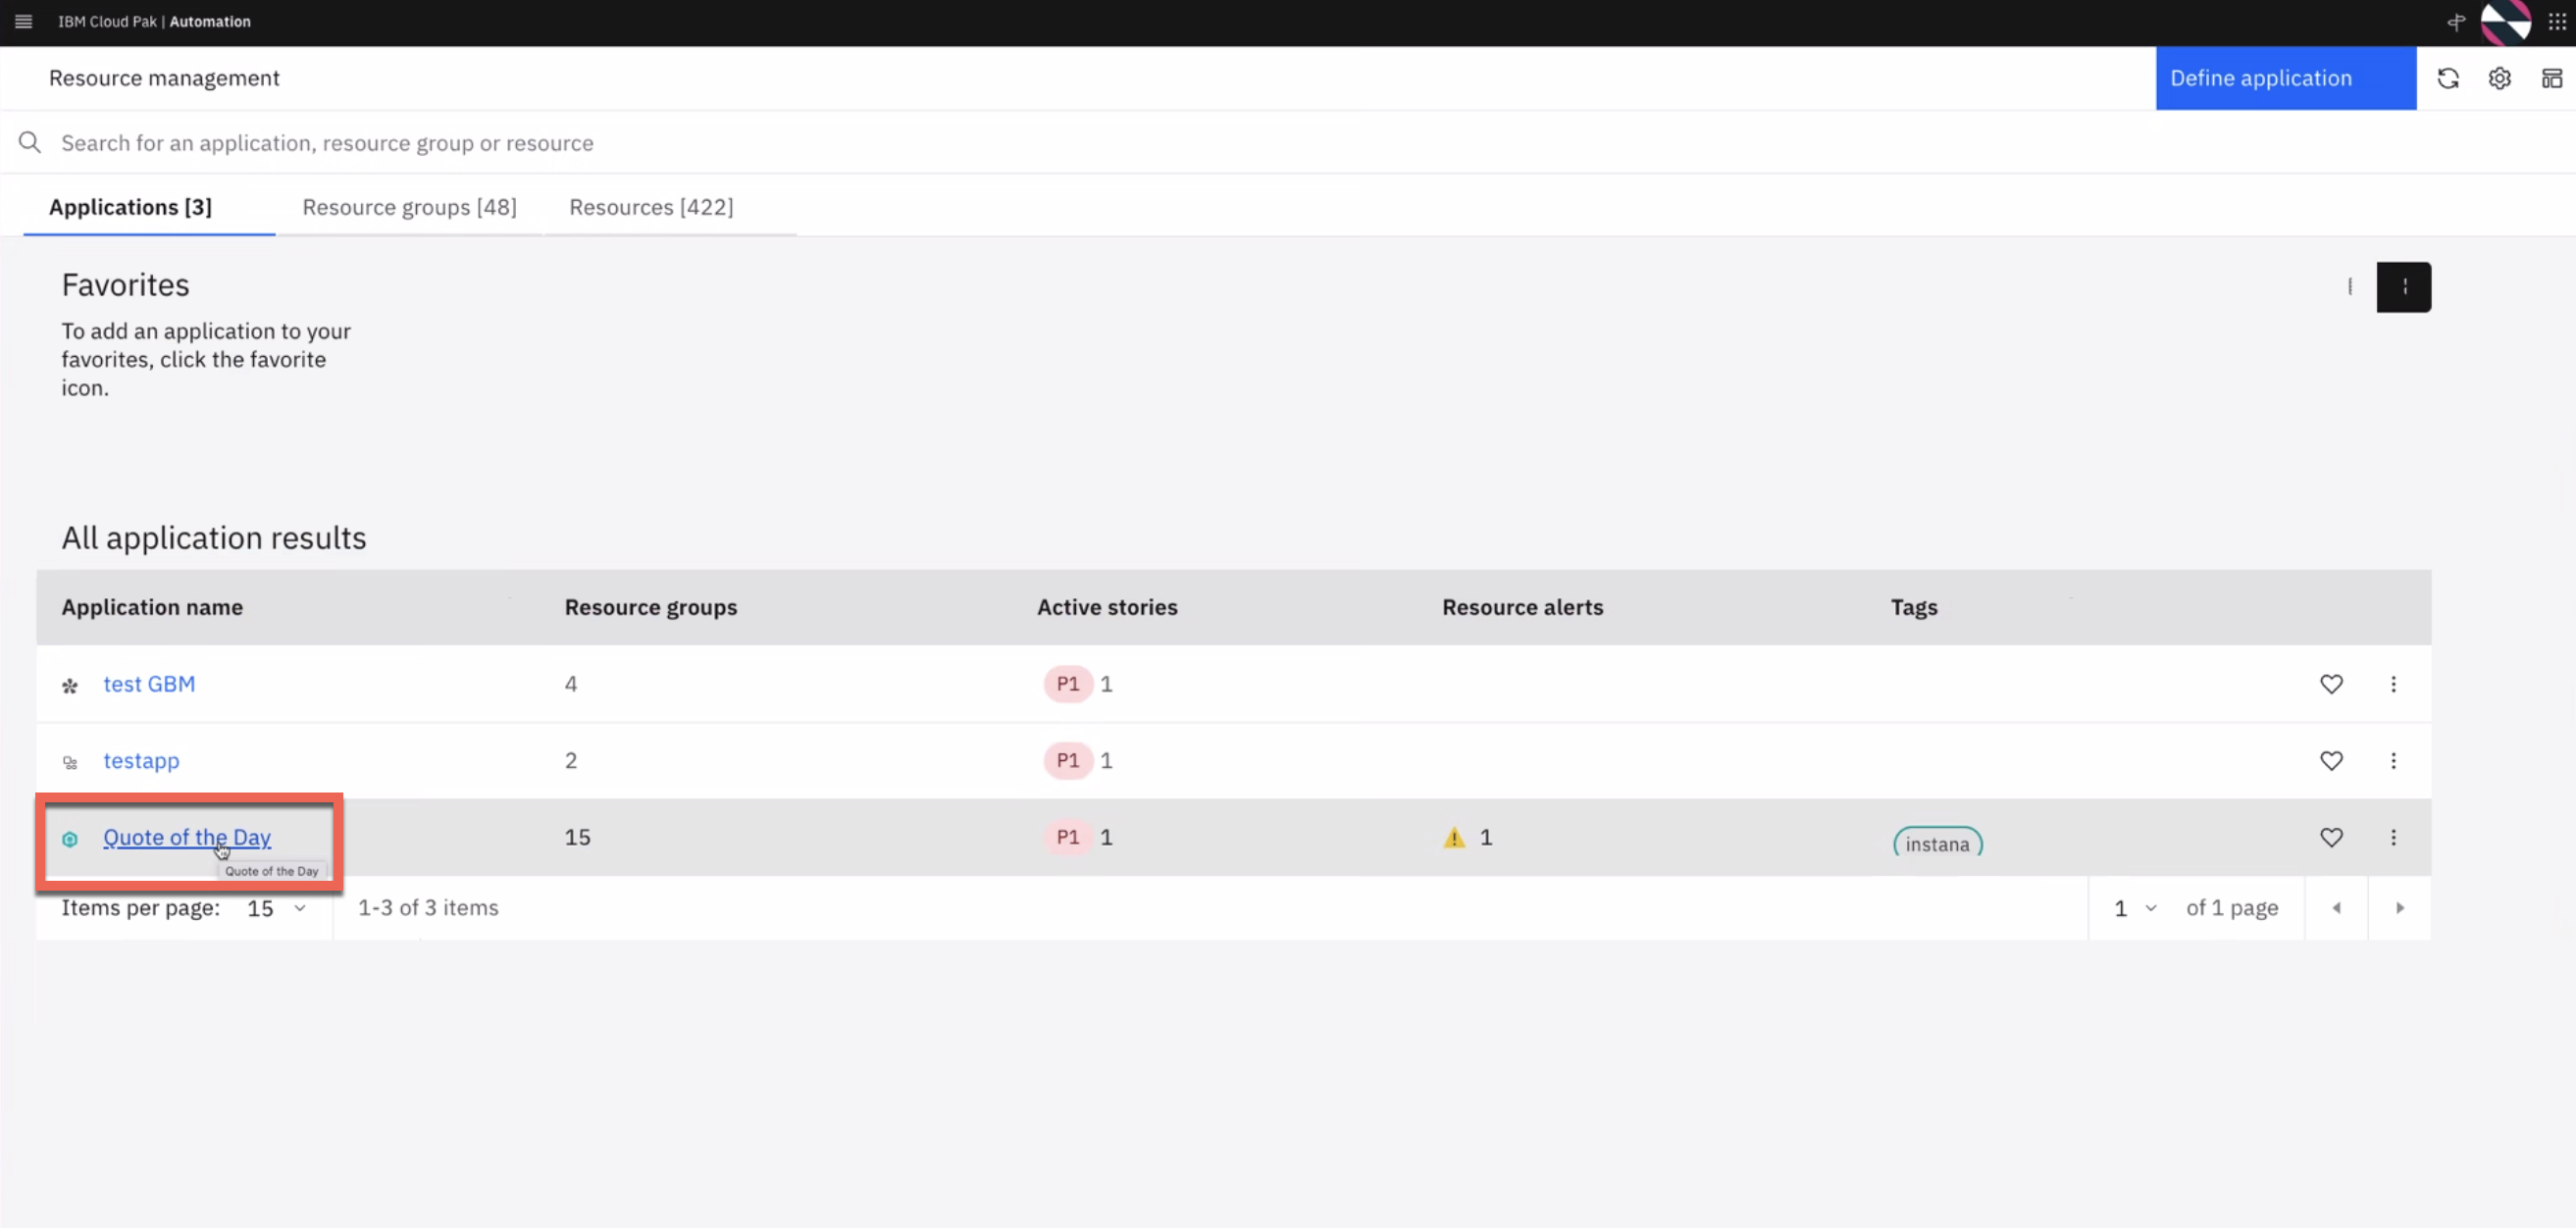 IBM Cloud Pak | Automation
Resource management
Define application
Search for an application, resource group or resource
Applications [3]
Resource groups [48]
Resources [422]
Favorites
To add an application to your
favorites, click the favorite
icon.
All application results
Application name
Resource groups
Active stories
Resource alerts
Tags
test GBM
4
P1 1
testapp
2
P1 1
Quote of the Day
15
P1 1
1
instana
Quote of the Day
Items per page: 15
1-3 of 3 items
1
of 1 page